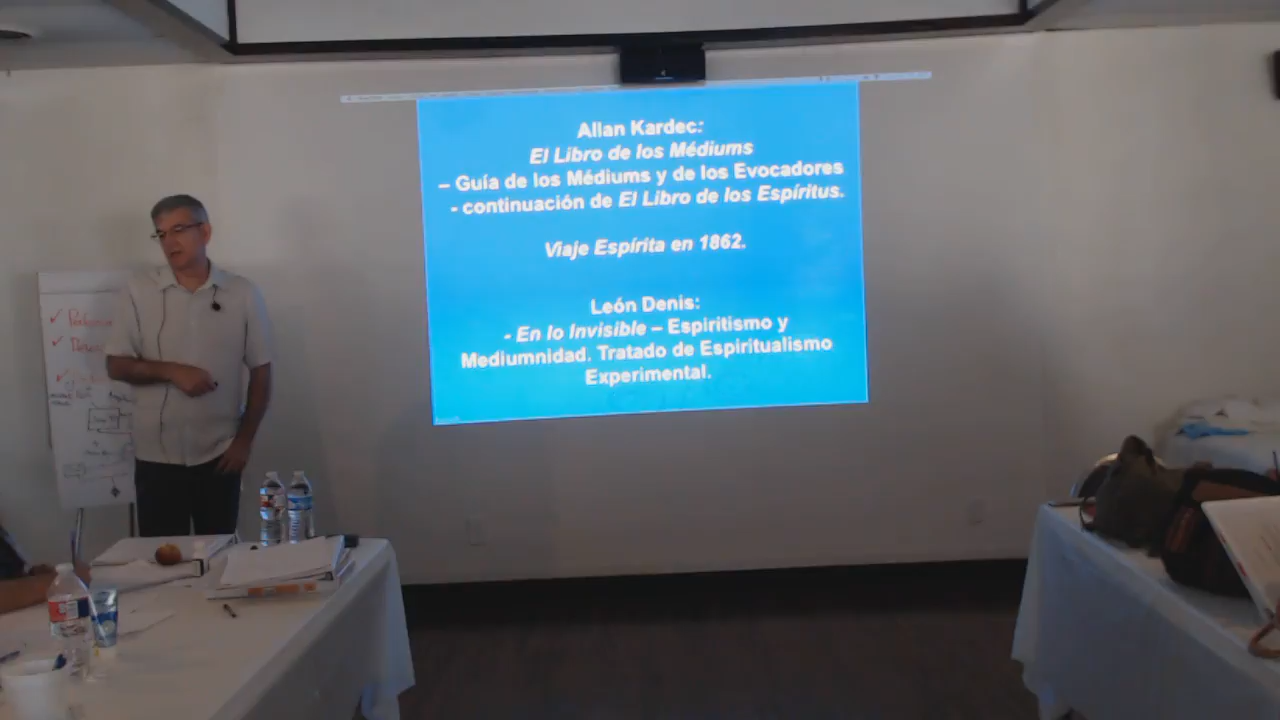 Allan Kardec:
El Libro de los Médiums
– Guía de los Médiums y de los Evocadores
- continuación de El Libro de los Espíritus.
Viaje Espírita en 1862.
León Denis:
- En lo Invisible – Espiritismo y
Mediumnidad. Tratado de Espiritualismo
Experimental.